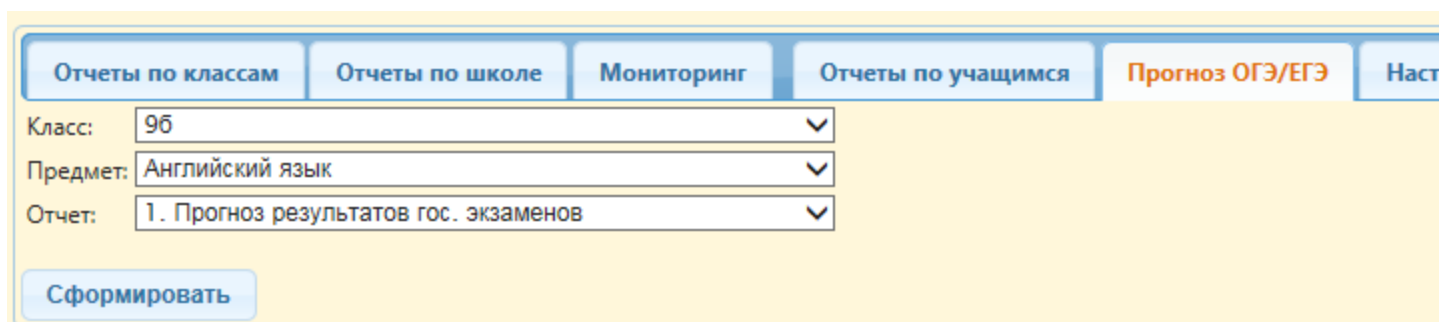 Отчеты по классам Отчеты по школе Мониторинг Отчеты по учащимся Прогноз ОГЭ/ЕГЭ Наст
Класс: 9б
Предмет: Английский язык
Отчет: 1. Прогноз результатов гос. экзаменов
Сформировать